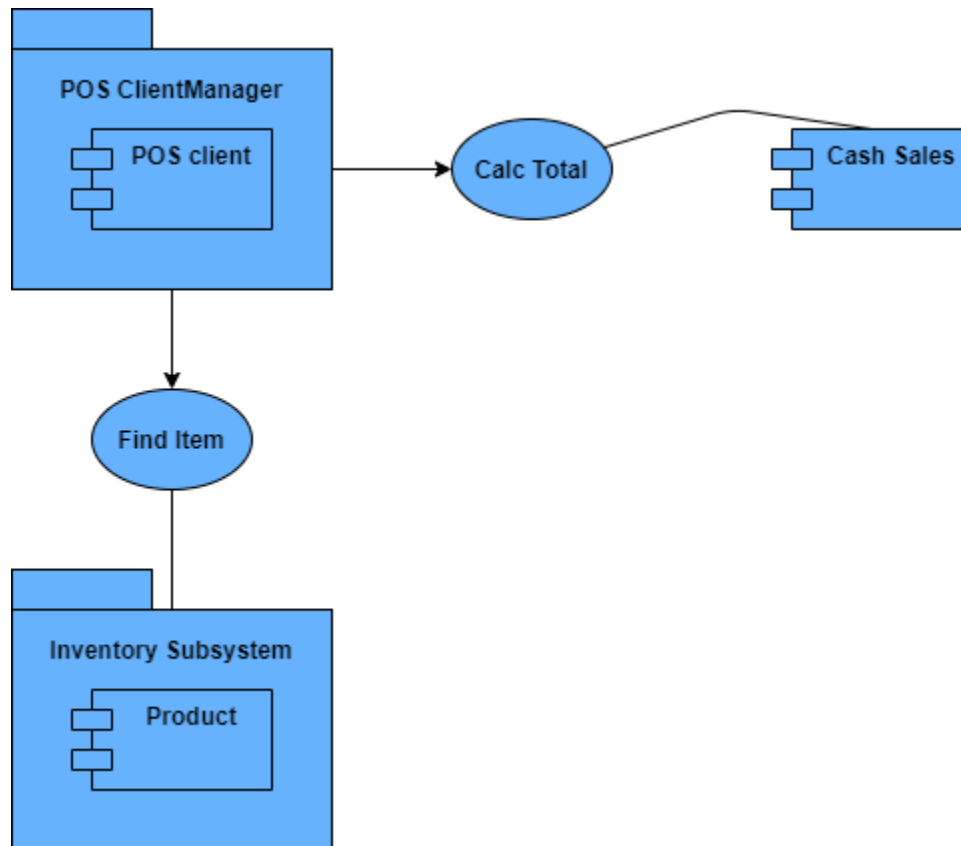 POS ClientManager
POS client
Calc Total
Cash Sales
Find Item
Inventory Subsystem
Product